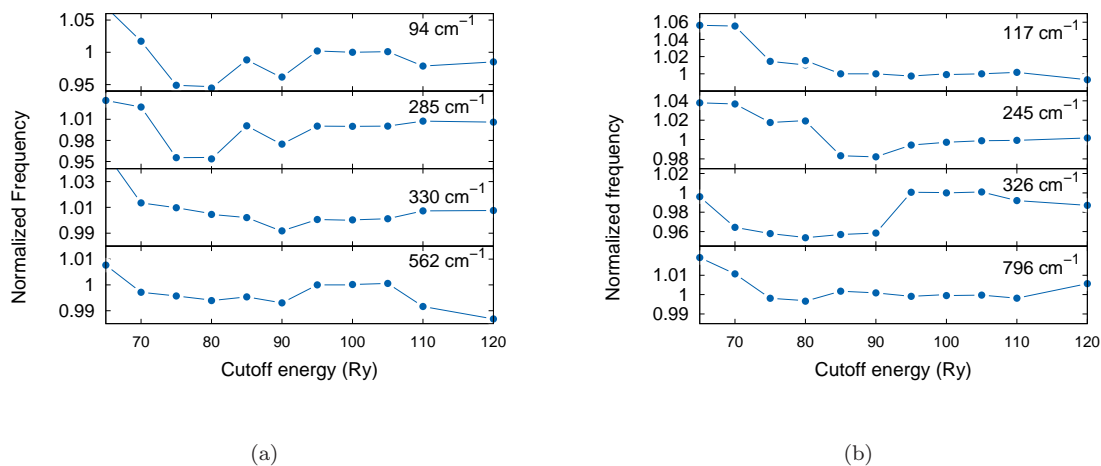 Normalized Frequency
1.05
1
0.95
94 cm⁻¹
1.01
0.98
0.95
285 cm⁻¹
1.03
1.01
0.99
330 cm⁻¹
1.01
1
0.99
562 cm⁻¹
70 80 90 100 110 120
Cutoff energy (Ry)
(a)
Normalized frequency
1.06
1.04
1.02
1
117 cm⁻¹
1.04
1.02
1
0.98
245 cm⁻¹
1.02
1
0.98
0.96
326 cm⁻¹
1.01
1
0.99
796 cm⁻¹
70 80 90 100 110 120
Cutoff energy (Ry)
(b)